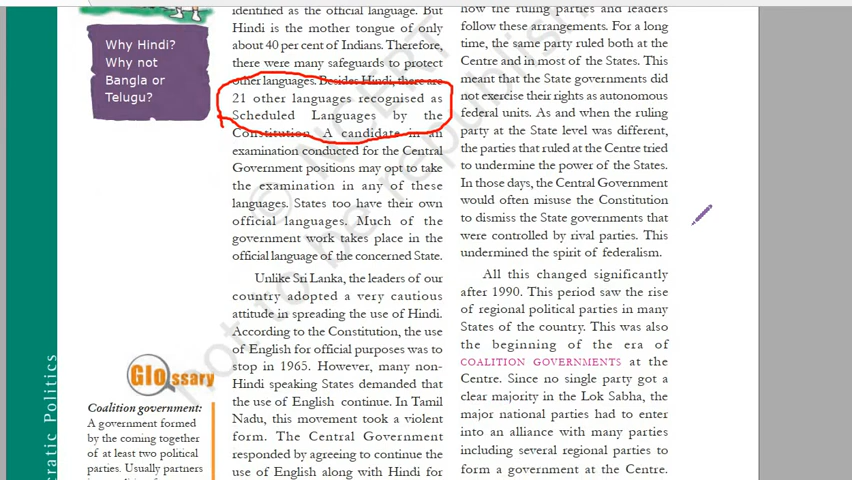 Why Hindi?
Why not
Bangla or
Telugu?
identified as the official language. But
Hindi is the mother tongue of only
about 40 per cent of Indians. Therefore,
there were many safeguards to protect
other languages. Besides Hindi, there are
21 other languages recognised as
Scheduled Languages by the
Constitution. A candidate in an
examination conducted for the Central
Government positions may opt to take
the examination in any of these
languages. States too have their own
official languages. Much of the
government work takes place in the
official language of the concerned State.
Unlike Sri Lanka, the leaders of our
country adopted a very cautious
attitude in spreading the use of Hindi.
According to the Constitution, the use
of English for official purposes was to
stop in 1965. However, many non-
Hindi speaking States demanded that
the use of English continue. In Tamil
Nadu, this movement took a violent
form. The Central Government
responded by agreeing to continue the
use of English along with Hindi for
how the ruling parties and leaders
follow these arrangements. For a long
time, the same party ruled both at the
Centre and in most of the States. This
meant that the State governments did
not exercise their rights as autonomous
federal units. As and when the ruling
party at the State level was different,
the parties that ruled at the Centre tried
to undermine the power of the States.
In those days, the Central Government
would often misuse the Constitution
to dismiss the State governments that
were controlled by rival parties. This
undermined the spirit of federalism.
All this changed significantly
after 1990. This period saw the rise
of regional political parties in many
States of the country. This was also
the beginning of the era of
COALITION GOVERNMENTS at the
Centre. Since no single party got a
clear majority in the Lok Sabha, the
major national parties had to enter
into an alliance with many parties
including several regional parties to
form a government at the Centre.
Glossary
Coalition government:
A government formed
by the coming together
of at least two political
parties. Usually partners
cratic Politics
© NCERT
not to be republish